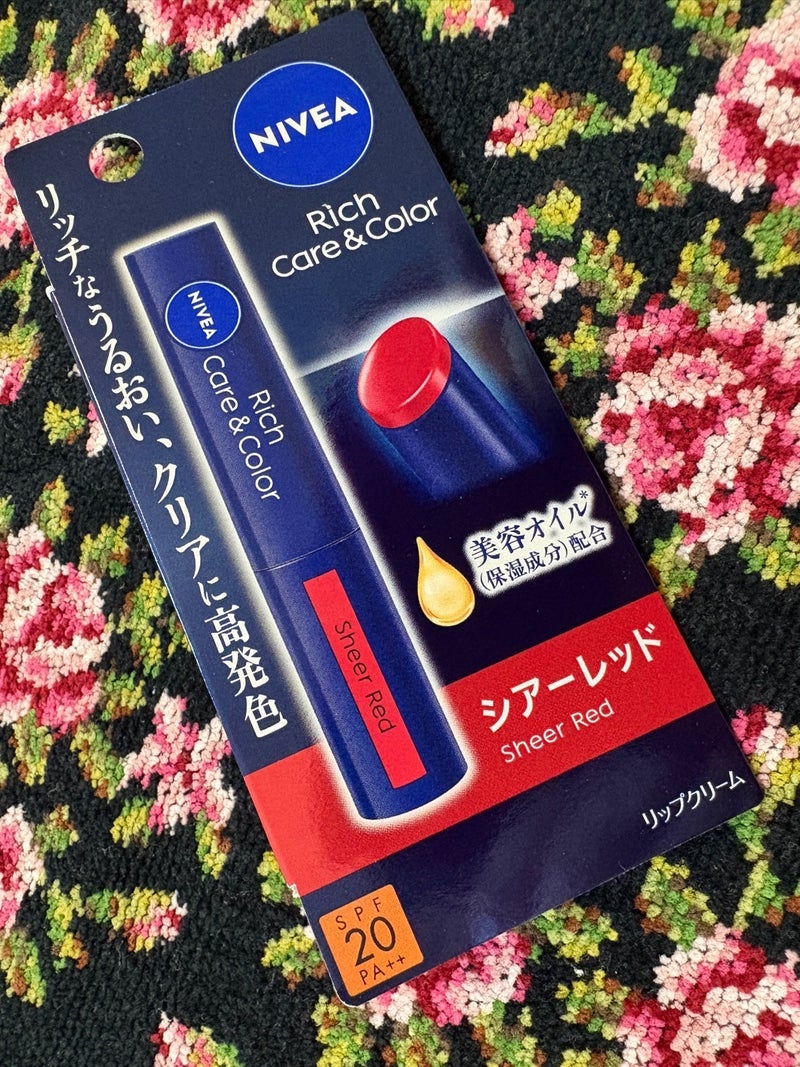 NIVEA
Rich
Care & Color
リッチなうるおい、クリアに高発色
NIVEA
Rich
Care & Color
Sheer Red
美容オイル*
(保湿成分)配合
シアーレッド
Sheer Red
リップクリーム
SPF
20
PA++